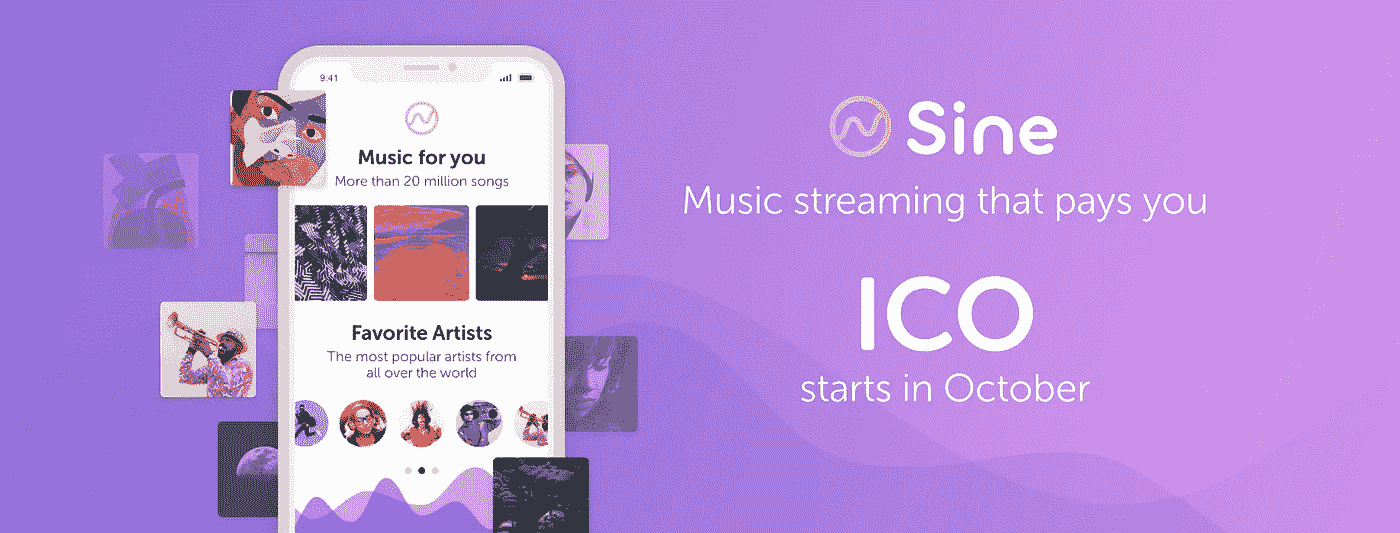 9:41
Music for you
More than 20 million songs
Favorite Artists
The most popular artists from
all over the world
Sine
Music streaming that pays you
ICO
starts in October